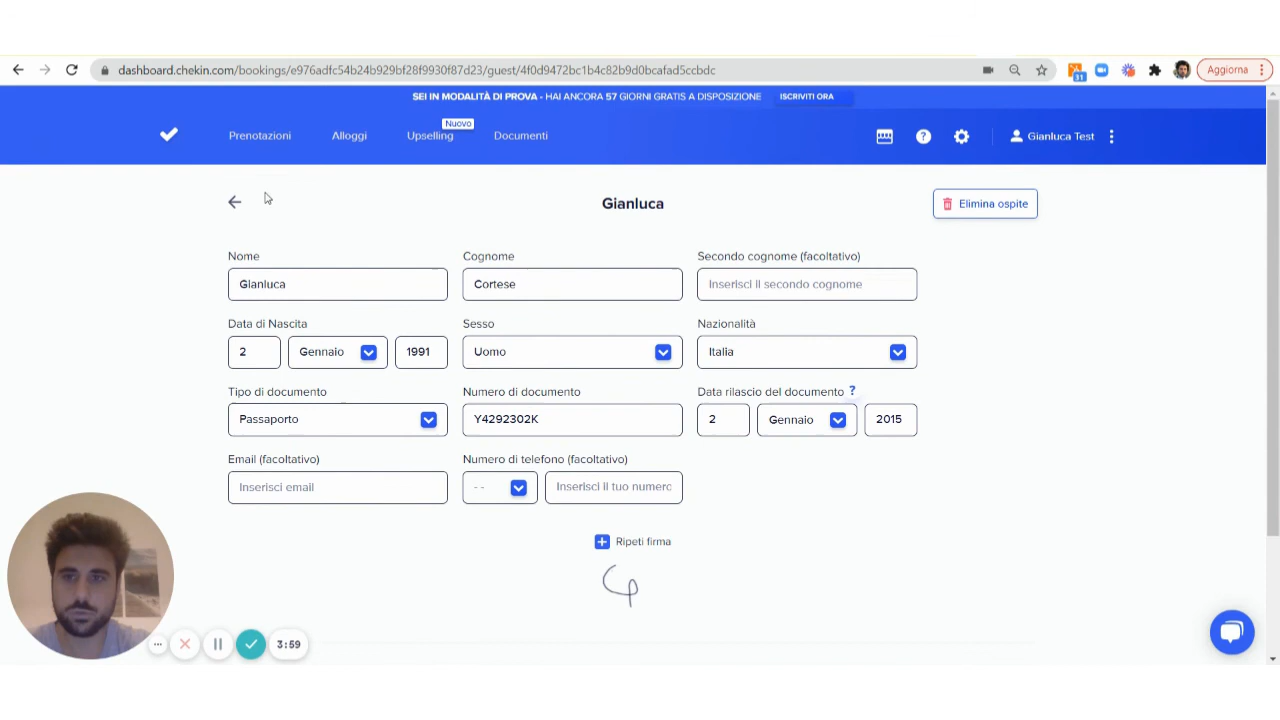 dashboard.chekin.com/bookings/e976adfc54b24b929bf28f9930f87d23/guest/4f0d9472bc1b4c82b9d0bcafad5ccbdc
31
Aggiorna
SEI IN MODALITÀ DI PROVA - HAI ANCORA 57 GIORNI GRATIS A DISPOSIZIONE ISCRIVITI ORA
Nuovo
Prenotazioni Alloggi Upselling Documenti
Gianluca Test
Gianluca
Elimina ospite
Nome Cognome Secondo cognome (facoltativo)
Gianluca Cortese Inserisci il secondo cognome
Data di Nascita Sesso Nazionalità
2 Gennaio 1991 Uomo Italia
Tipo di documento Numero di documento Data rilascio del documento ?
Passaporto Y4292302K 2 Gennaio 2015
Email (facoltativo) Numero di telefono (facoltativo)
Inserisci email - - Inserisci il tuo numero
Ripeti firma
3:59